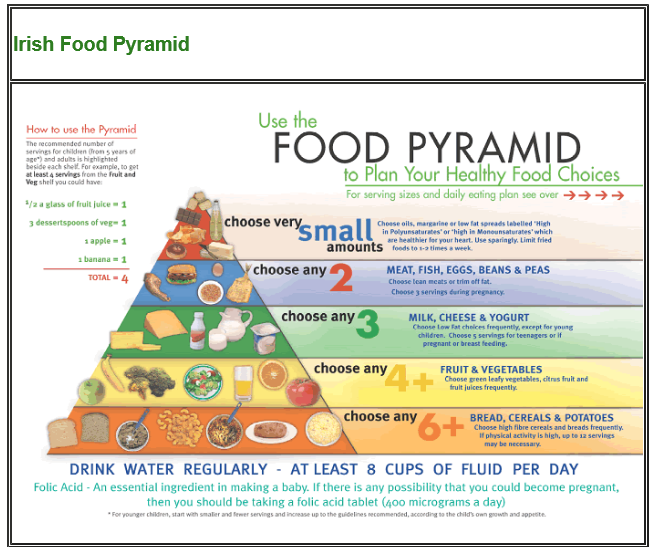 Irish Food Pyramid
How to use the Pyramid
The recommended number of
servings for children (from 5 years of
age*) and adults is highlighted
beside each shelf. For example, to get
at least 4 servings from the Fruit and
Veg shelf you could have:
1/2 a glass of fruit juice = 1
3 dessertspoons of veg= 1
1 apple = 1
1 banana = 1
TOTAL = 4
Use the
FOOD PYRAMID
to Plan Your Healthy Food Choices
For serving sizes and daily eating plan see over
choose very
small
amounts
Choose oils, margarine or low fat spreads labelled 'High
in Polyunsaturates' or 'high in Monounsaturates' which
are healthier for your heart. Use sparingly. Limit fried
foods to 1-2 times a week.
choose any 2
MEAT, FISH, EGGS, BEANS & PEAS
Choose lean meats or trim off fat.
Choose 3 servings during pregnancy.
choose any 3
MILK, CHEESE & YOGURT
Choose Low Fat choices frequently, except for young
children. Choose 5 servings for teenagers or if
pregnant or breast feeding.
choose any 4+
FRUIT & VEGETABLES
Choose green leafy vegetables, citrus fruit and
fruit juices frequently.
choose any 6+
BREAD, CEREALS & POTATOES
Choose high fibre cereals and breads frequently.
If physical activity is high, up to 12 servings
may be necessary.
DRINK WATER REGULARLY - AT LEAST 8 CUPS OF FLUID PER DAY
Folic Acid - An essential ingredient in making a baby. If there is any possibility that you could become pregnant,
then you should be taking a folic acid tablet (400 micrograms a day)
* For younger children, start with smaller and fewer servings and increase up to the guidelines recommended, according to the child's own growth and appetite.